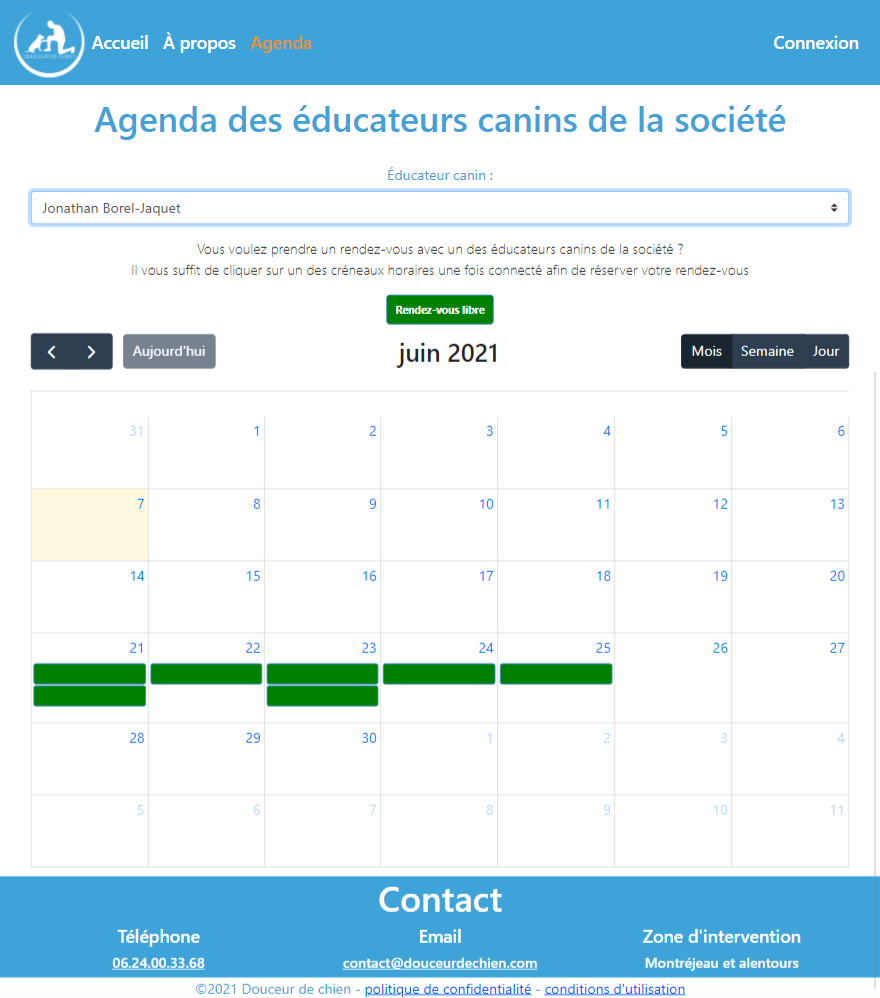 DOUCEUR DE CHIEN
Accueil À propos Agenda Connexion
Agenda des éducateurs canins de la société
Éducateur canin :
Jonathan Borel-Jaquet
Vous voulez prendre un rendez-vous avec un des éducateurs canins de la société ?
Il vous suffit de cliquer sur un des créneaux horaires une fois connecté afin de réserver votre rendez-vous
Rendez-vous libre
Aujourd'hui juin 2021 Mois Semaine Jour
31 1 2 3 4 5 6
7 8 9 10 11 12 13
14 15 16 17 18 19 20
21 22 23 24 25 26 27
28 29 30 1 2 3 4
5 6 7 8 9 10 11
Contact
Téléphone Email Zone d'intervention
06.24.00.33.68 contact@douceurdechien.com Montréjeau et alentours
©2021 Douceur de chien - politique de confidentialité - conditions d'utilisation